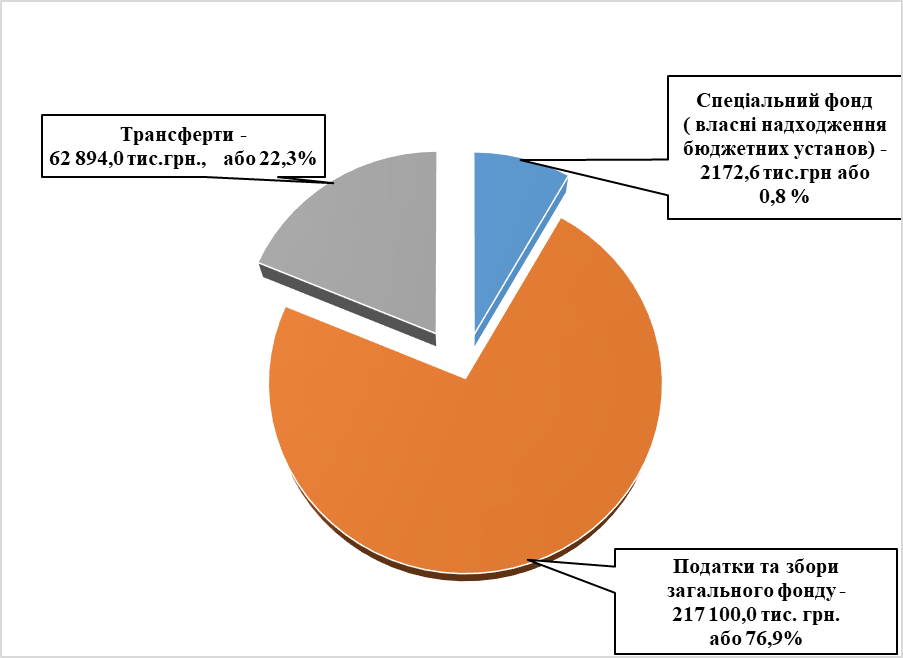 Трансферти -
62 894,0 тис.грн., або 22,3%
Спеціальний фонд
( власні надходження
бюджетних установ) -
2172,6 тис.грн або
0,8 %
Податки та збори
загального фонду -
217 100,0 тис. грн.
або 76,9%